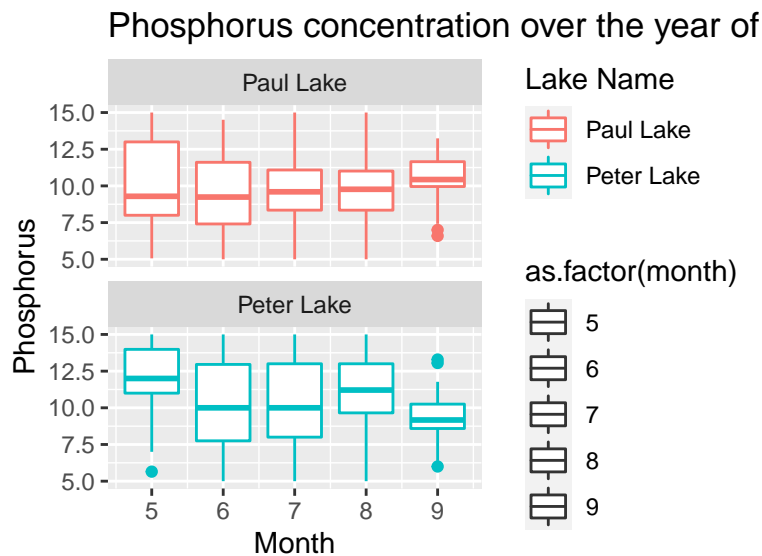 Phosphorus concentration over the year of
Paul Lake
15.0
12.5
10.0
7.5
5.0
Peter Lake
15.0
12.5
10.0
7.5
5.0
Phosphorus
5 6 7 8 9
Month
Lake Name
Paul Lake
Peter Lake
as.factor(month)
5
6
7
8
9